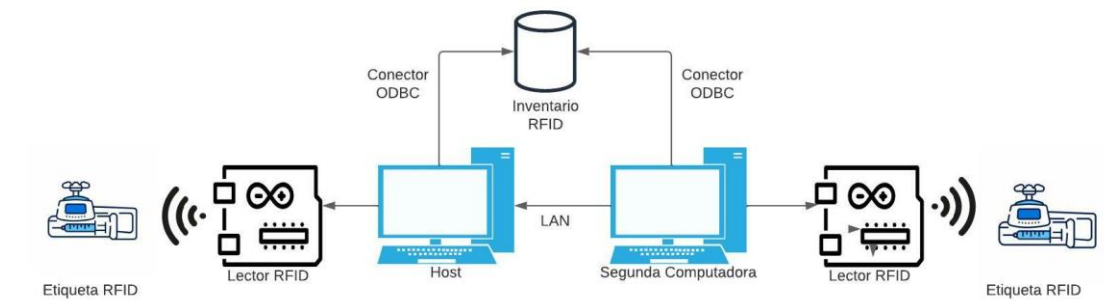 Conector
ODBC
Conector
ODBC
Inventario
RFID
LAN
Lector RFID
Host
Segunda Computadora
Lector RFID
Etiqueta RFID
Etiqueta RFID